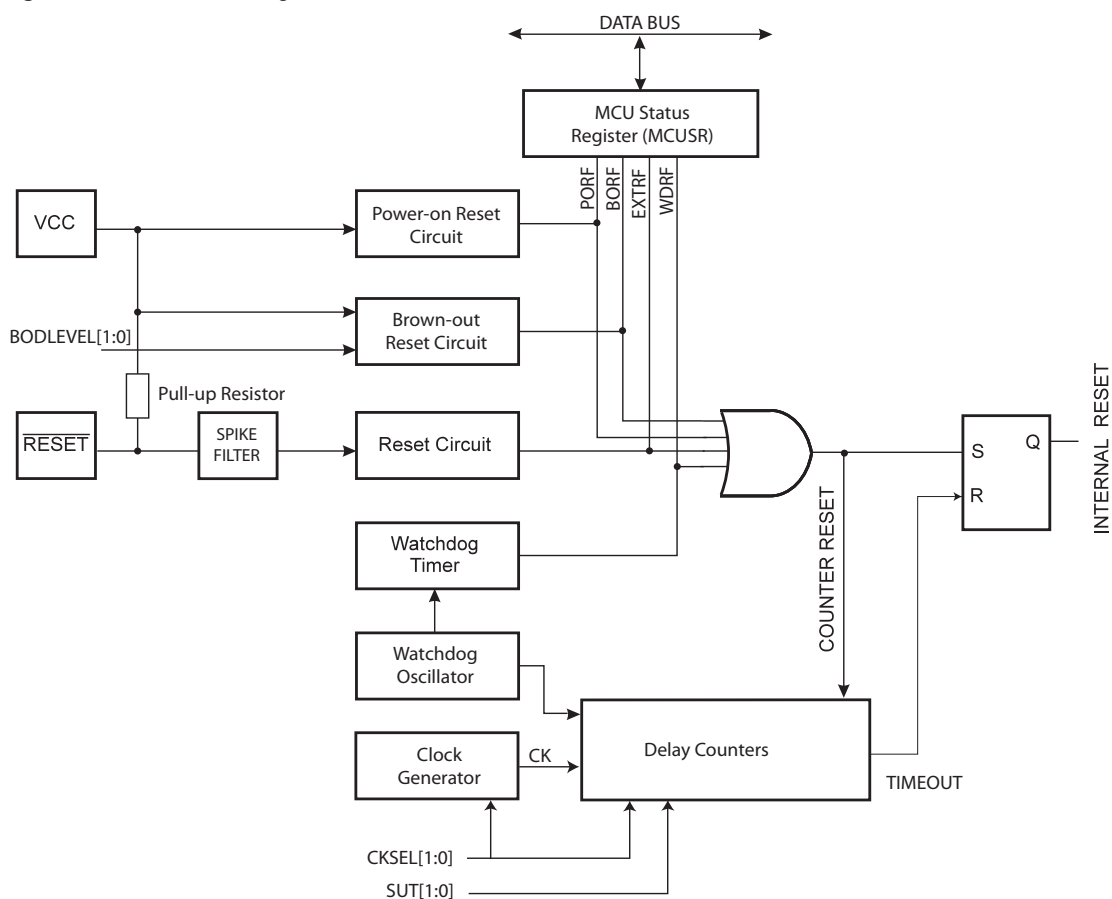 DATA BUS
MCU Status
Register (MCUSR)
PORF
BORF
EXTRF
WDRF
VCC
Power-on Reset
Circuit
BODLEVEL[1:0]
Brown-out
Reset Circuit
Pull-up Resistor
RESET
SPIKE
FILTER
Reset Circuit
S
Q
R
INTERNAL RESET
Watchdog
Timer
COUNTER RESET
Watchdog
Oscillator
Clock
Generator
CK
Delay Counters
TIMEOUT
CKSEL[1:0]
SUT[1:0]